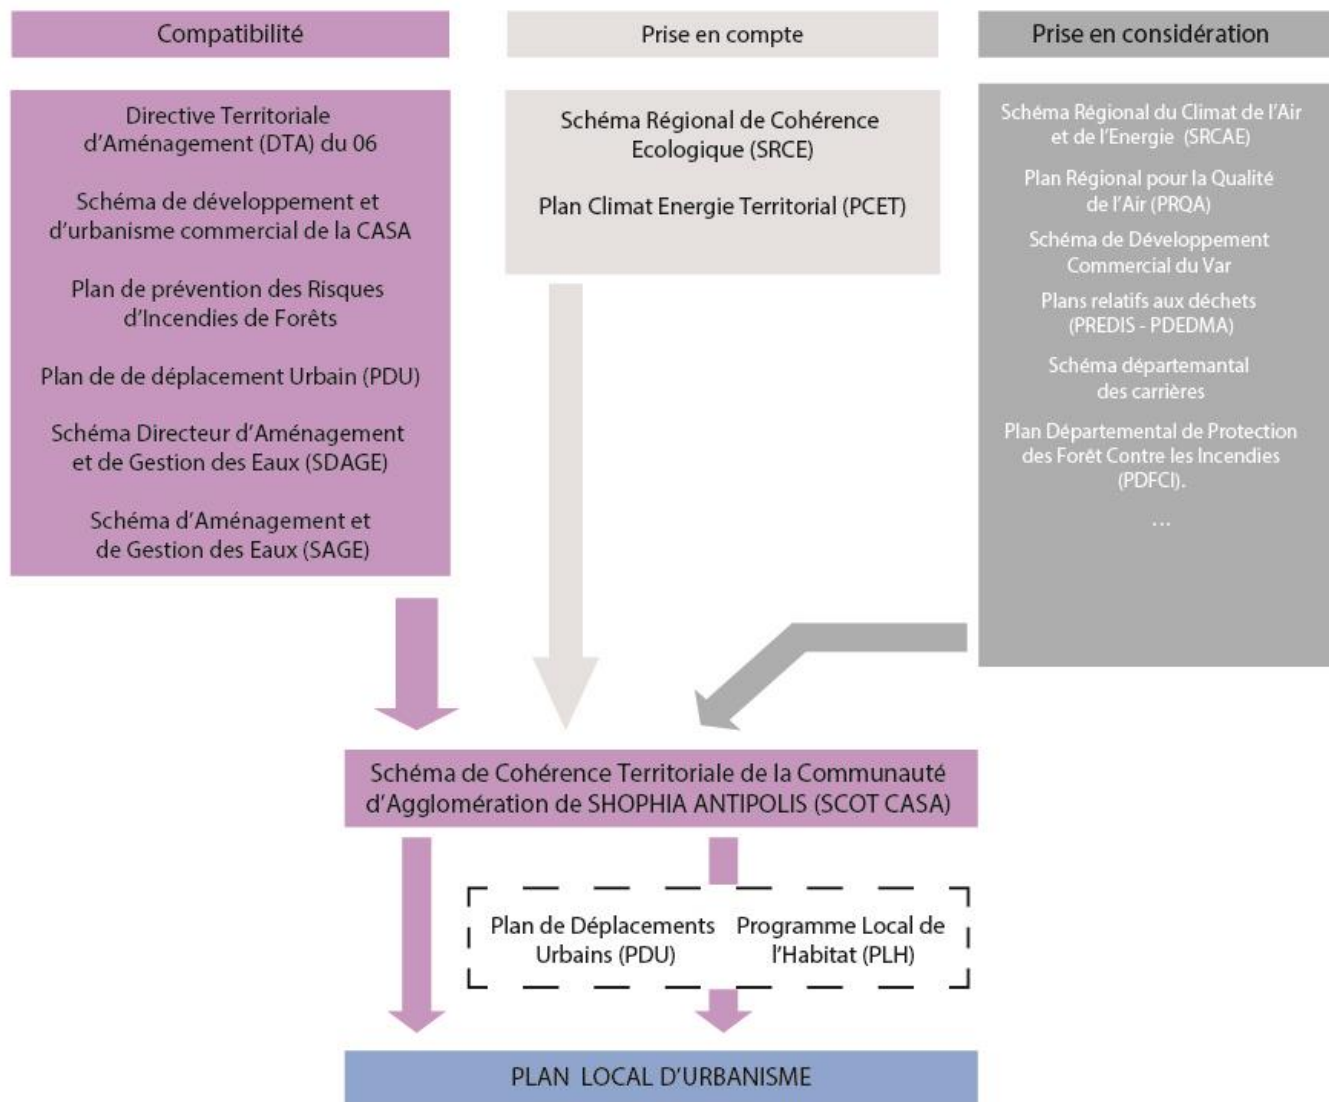 Compatibilité
Directive Territoriale
d'Aménagement (DTA) du 06
Schéma de développement et
d'urbanisme commercial de la CASA
Plan de prévention des Risques
d'Incendies de Forêts
Plan de de déplacement Urbain (PDU)
Schéma Directeur d'Aménagement
et de Gestion des Eaux (SDAGE)
Schéma d'Aménagement et
de Gestion des Eaux (SAGE)
Prise en compte
Schéma Régional de Cohérence
Ecologique (SRCE)
Plan Climat Energie Territorial (PCET)
Prise en considération
Schéma Régional du Climat de l'Air
et de l'Energie (SRCAE)
Plan Régional pour la Qualité
de l'Air (PRQA)
Schéma de Développement
Commercial du Var
Plans relatifs aux déchets
(PREDIS - PDEDMA)
Schéma départemantal
des carrières
Plan Départemental de Protection
des Forêt Contre les Incendies
(PDFCI).
...
Schéma de Cohérence Territoriale de la Communauté
d'Agglomération de SHOPHIA ANTIPOLIS (SCOT CASA)
Plan de Déplacements
Urbains (PDU)
Programme Local de
l'Habitat (PLH)
PLAN LOCAL D'URBANISME